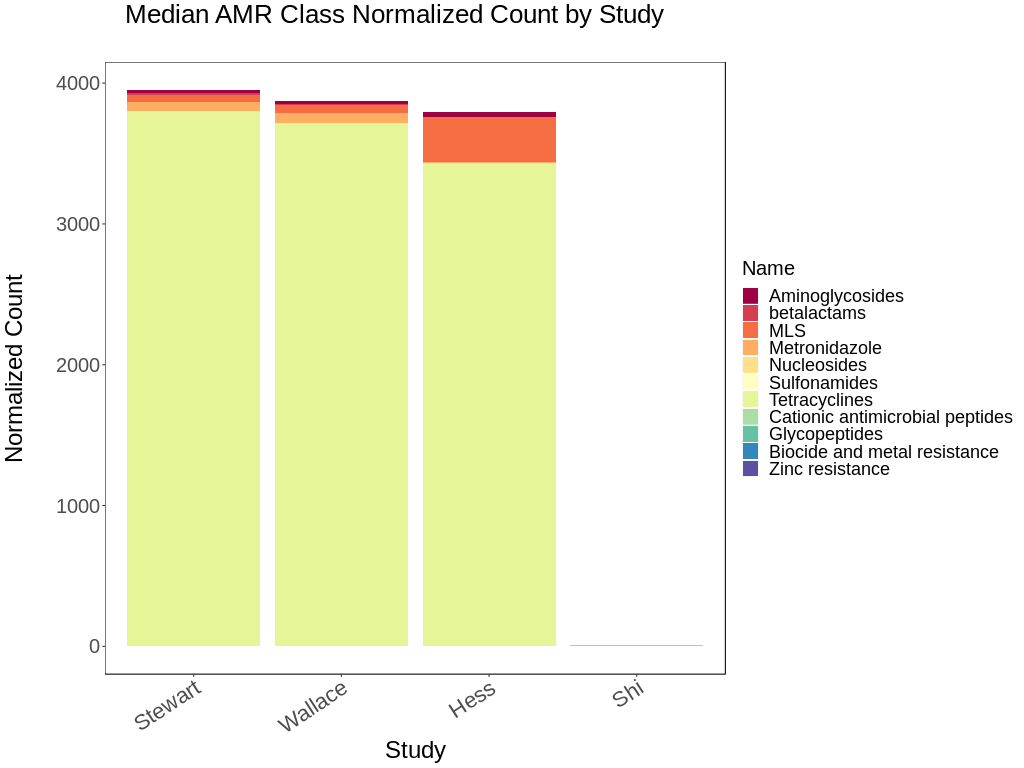 Median AMR Class Normalized Count by Study
Normalized Count
4000
3000
2000
1000
0
Stewart
Wallace
Hess
Shi
Study
Name
Aminoglycosides
betalactams
MLS
Metronidazole
Nucleosides
Sulfonamides
Tetracyclines
Cationic antimicrobial peptides
Glycopeptides
Biocide and metal resistance
Zinc resistance